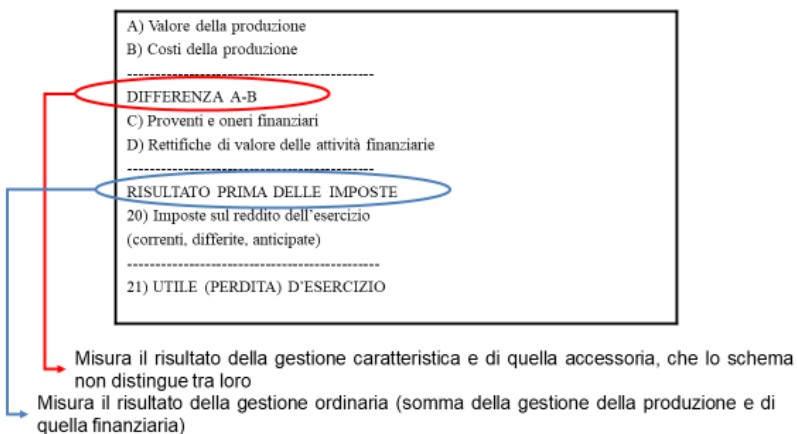 A) Valore della produzione
B) Costi della produzione
--------------------------------------------
DIFFERENZA A-B
C) Proventi e oneri finanziari
D) Rettifiche di valore delle attività finanziarie
--------------------------------------------
RISULTATO PRIMA DELLE IMPOSTE
20) Imposte sul reddito dell'esercizio
(correnti, differite, anticipate)
---------------------------------------------
21) UTILE (PERDITA) D'ESERCIZIO
Misura il risultato della gestione caratteristica e di quella accessoria, che lo schema
non distingue tra loro
Misura il risultato della gestione ordinaria (somma della gestione della produzione e di
quella finanziaria)